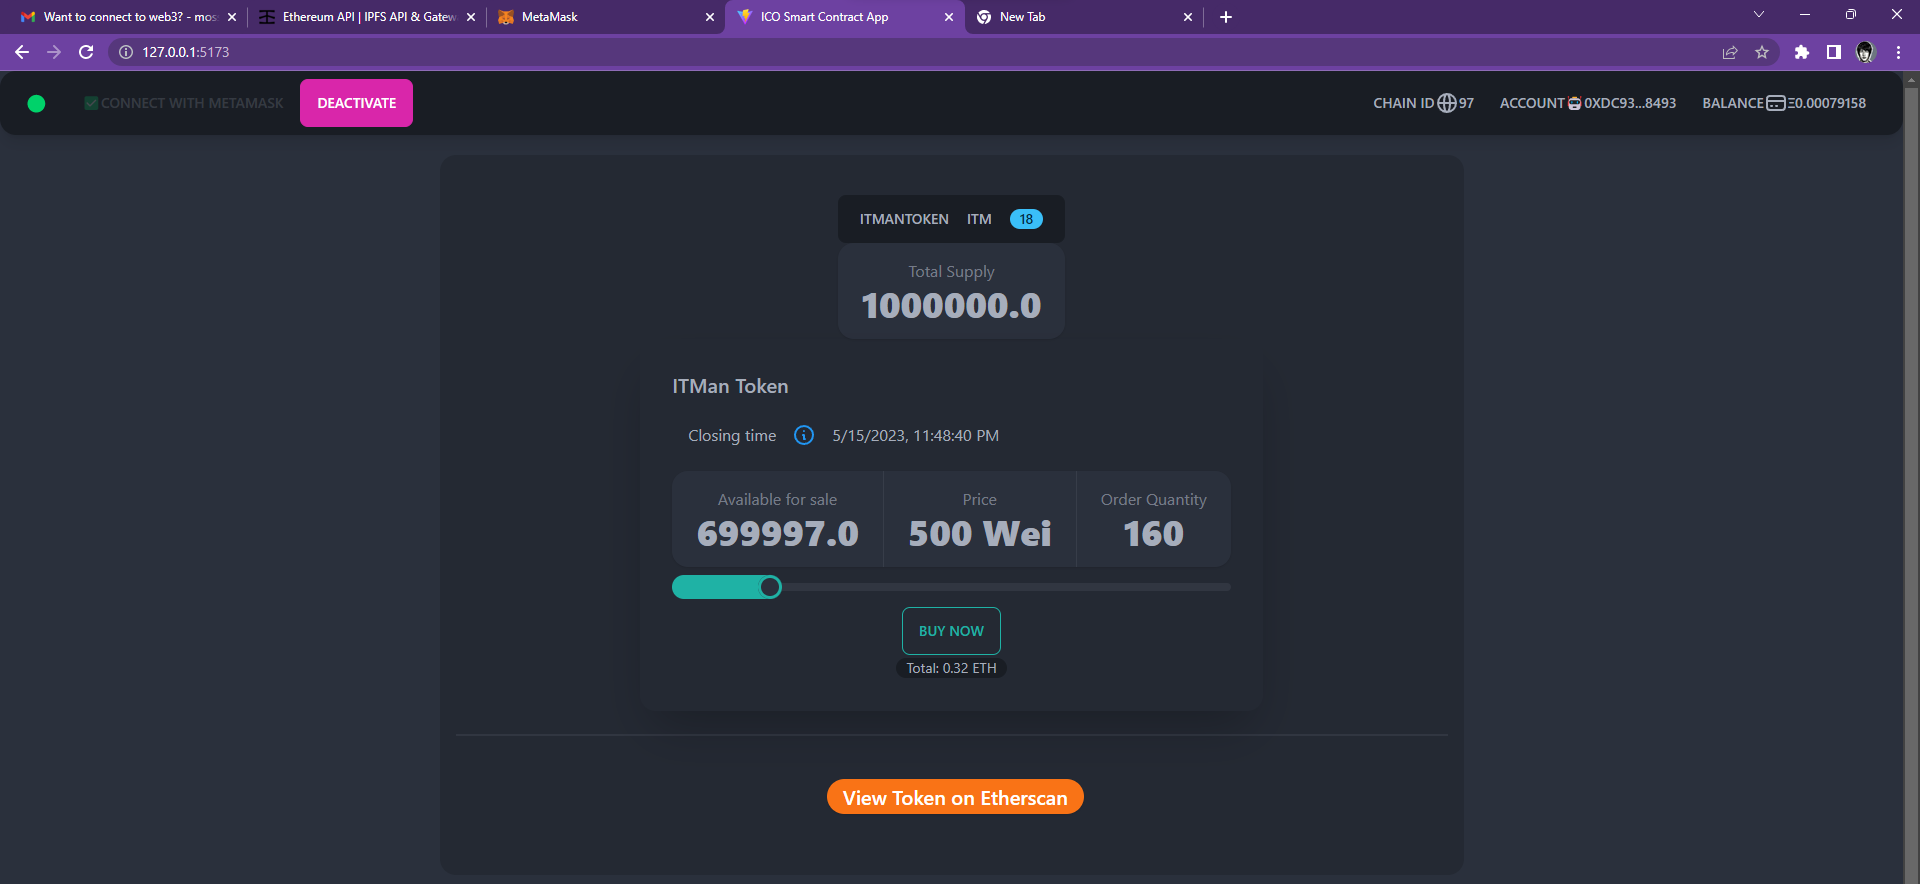 Want to connect to web3? - mos
Ethereum API | IPFS API & Gatew
MetaMask
ICO Smart Contract App
New Tab
127.0.0.1:5173
CONNECT WITH METAMASK
DEACTIVATE
CHAIN ID 97
ACCOUNT 0XDC93...8493
BALANCE Ξ0.00079158
ITMANTOKEN ITM 18
Total Supply
1000000.0
ITMan Token
Closing time 5/15/2023, 11:48:40 PM
Available for sale Price Order Quantity
699997.0 500 Wei 160
BUY NOW
Total: 0.32 ETH
View Token on Etherscan